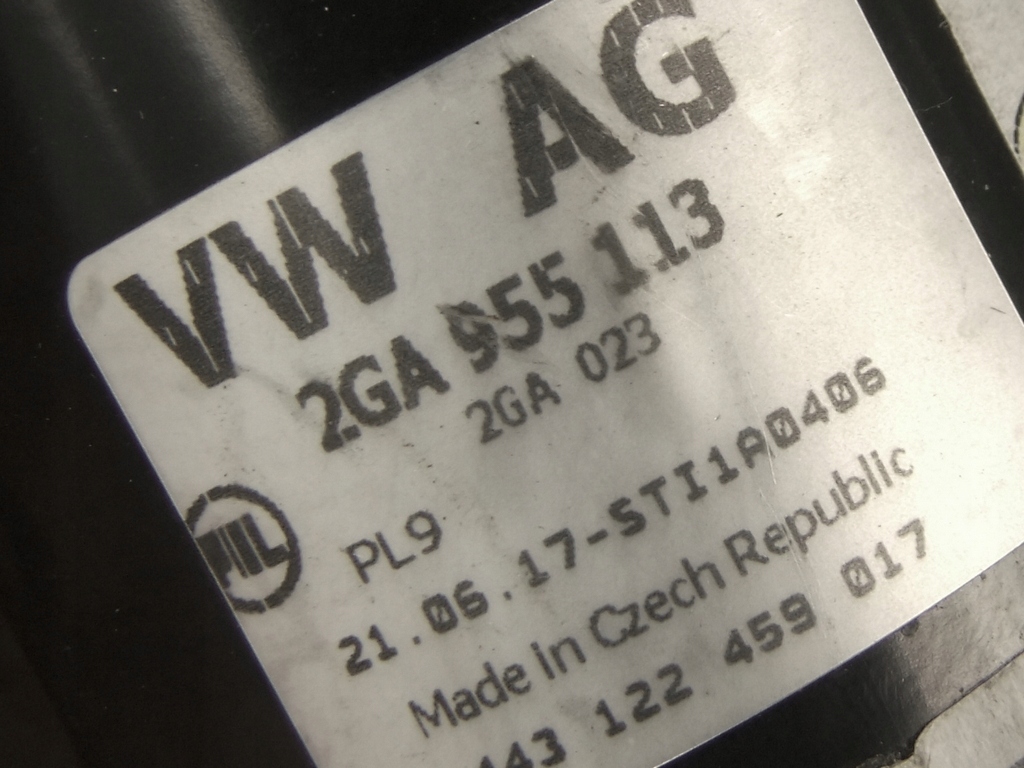 VW AG
2GA 955 113
2GA 023
PL9
21.06.17-STI1A0406
Made in Czech Republic
443 122 459 017